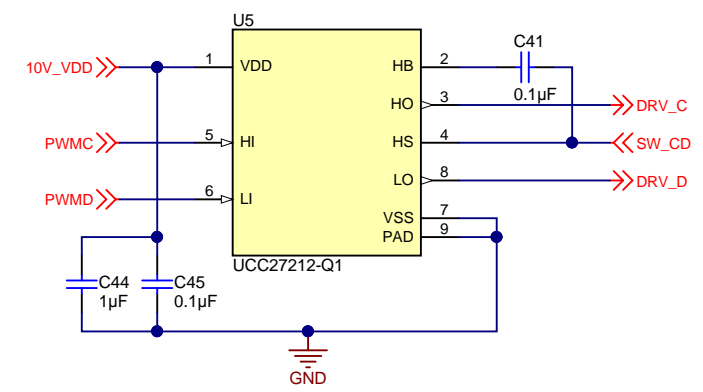 U5
C41
10V_VDD
1
VDD
HB
2
0.1µF
HO
3
DRV_C
PWMC
5
HI
HS
4
SW_CD
PWMD
6
LI
LO
8
DRV_D
VSS
7
PAD
9
UCC27212-Q1
C44
1µF
C45
0.1µF
GND